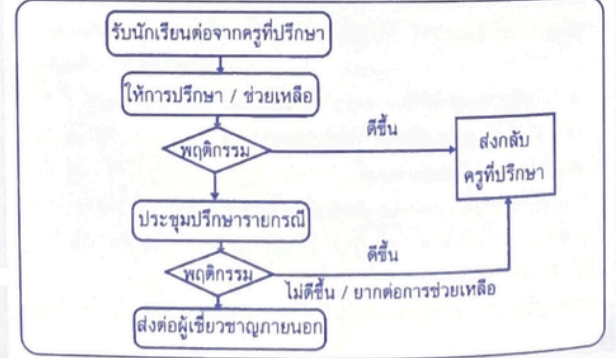 รับนักเรียนต่อจากครูที่ปรึกษา
ให้การปรึกษา / ช่วยเหลือ
พฤติกรรม
ดีขึ้น
ส่งกลับ
ครูที่ปรึกษา
ประชุมปรึกษารายกรณี
พฤติกรรม
ดีขึ้น
ไม่ดีขึ้น / ยากต่อการช่วยเหลือ
ส่งต่อผู้เชี่ยวชาญภายนอก